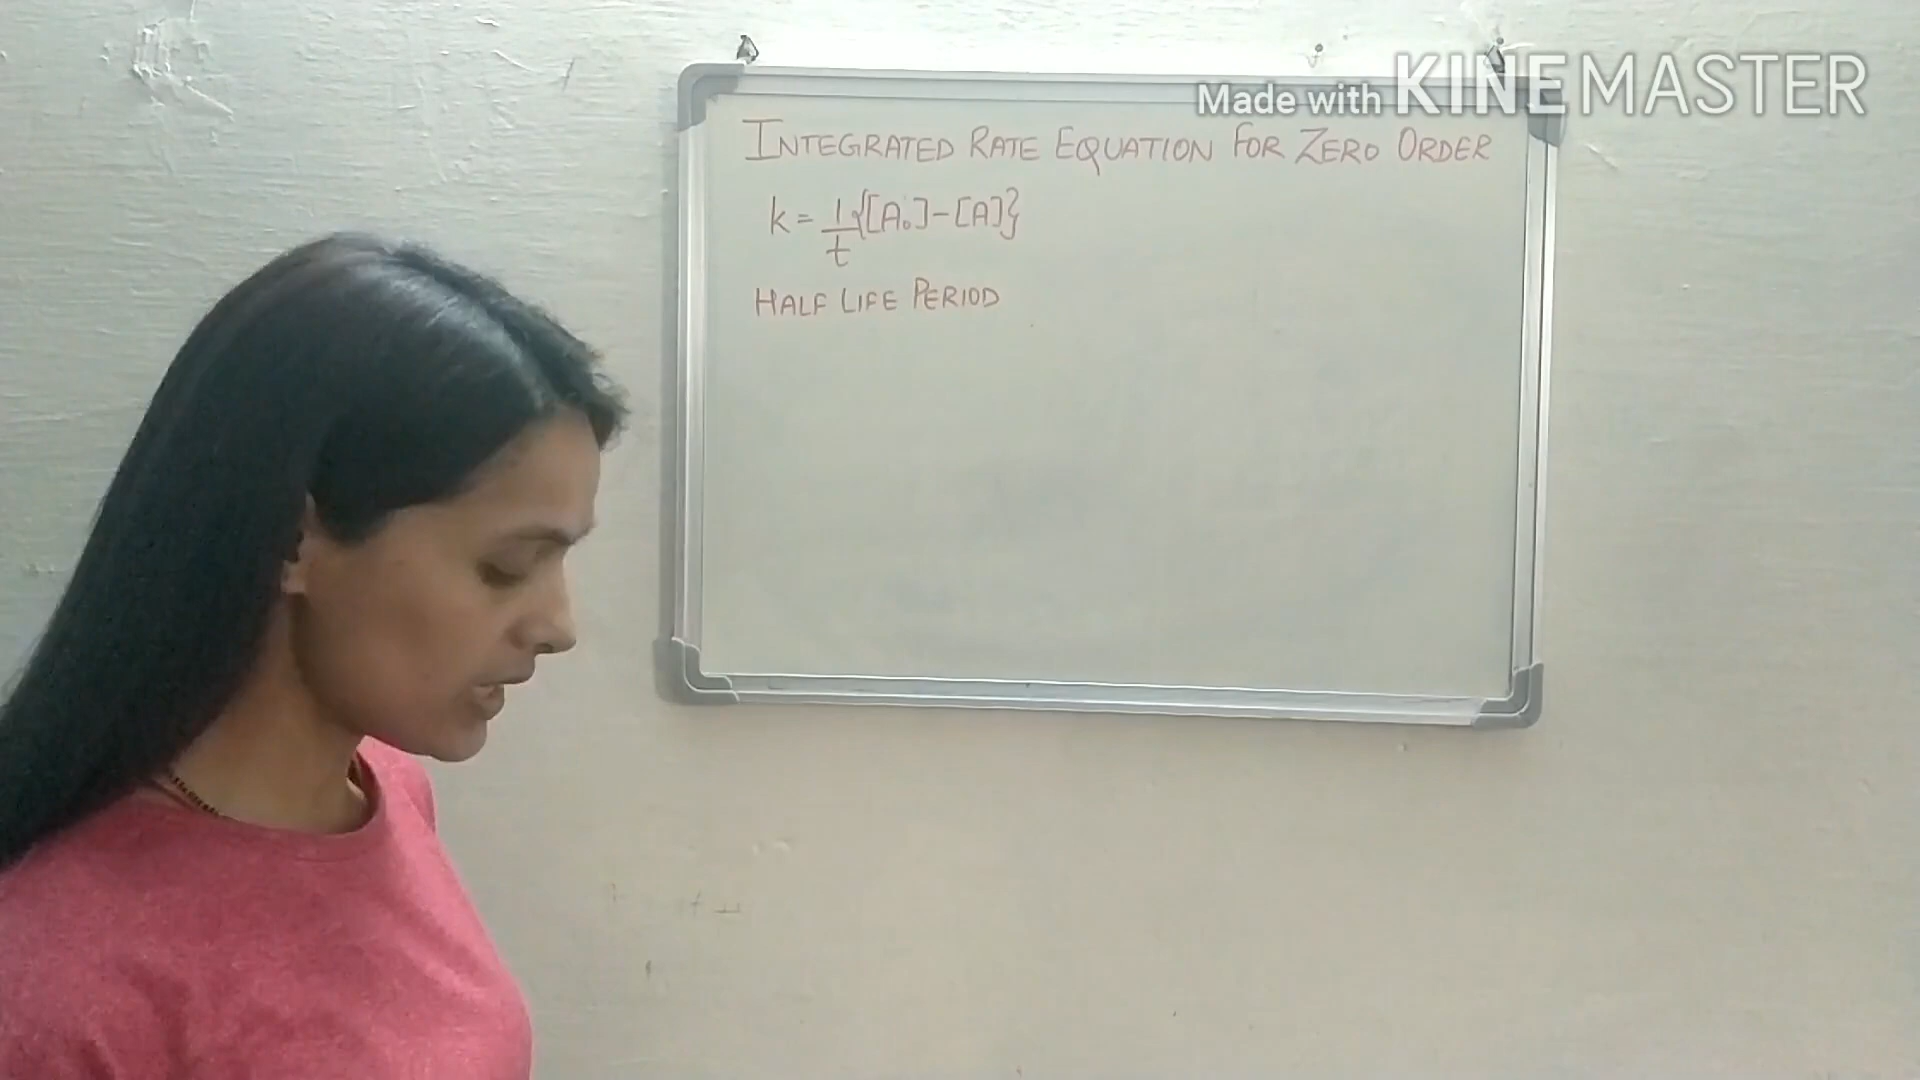 Made with KINEMASTER
INTEGRATED RATE EQUATION FOR ZERO ORDER
k = 1/t {[A₀] - [A]}
HALF LIFE PERIOD